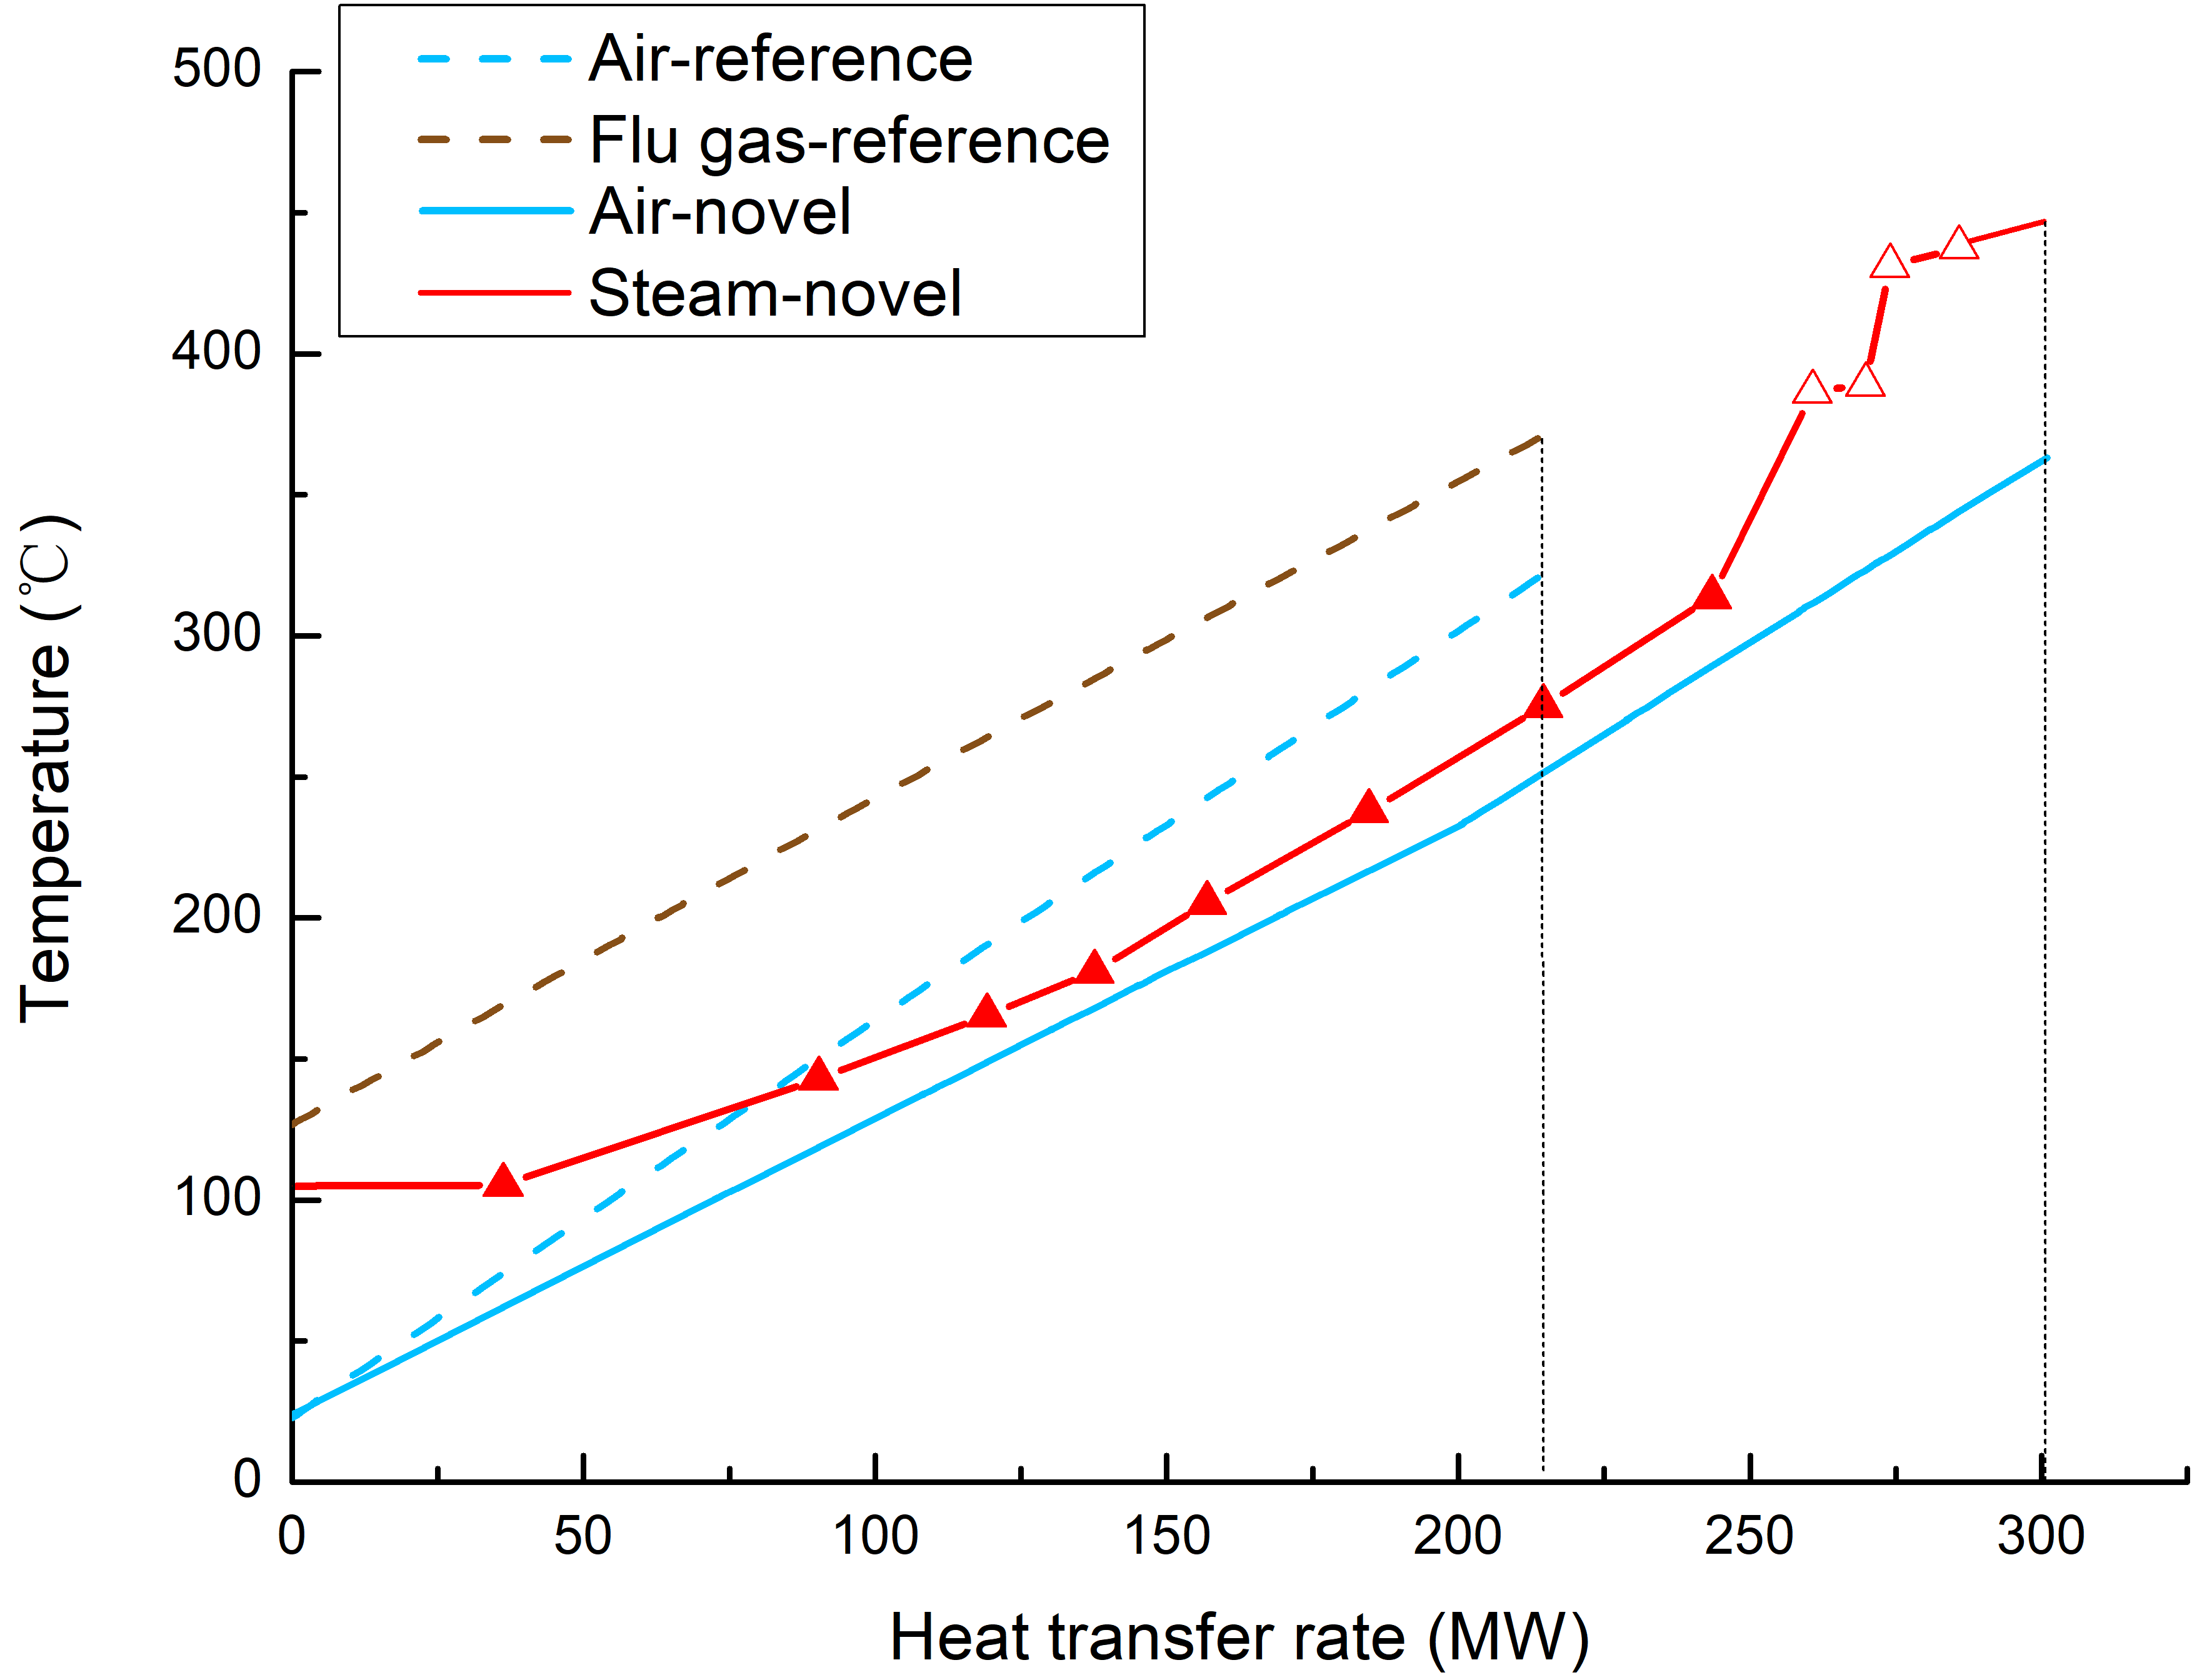 Air-reference
Flu gas-reference
Air-novel
Steam-novel
500
400
300
200
100
0
Temperature (℃)
0 50 100 150 200 250 300
Heat transfer rate (MW)